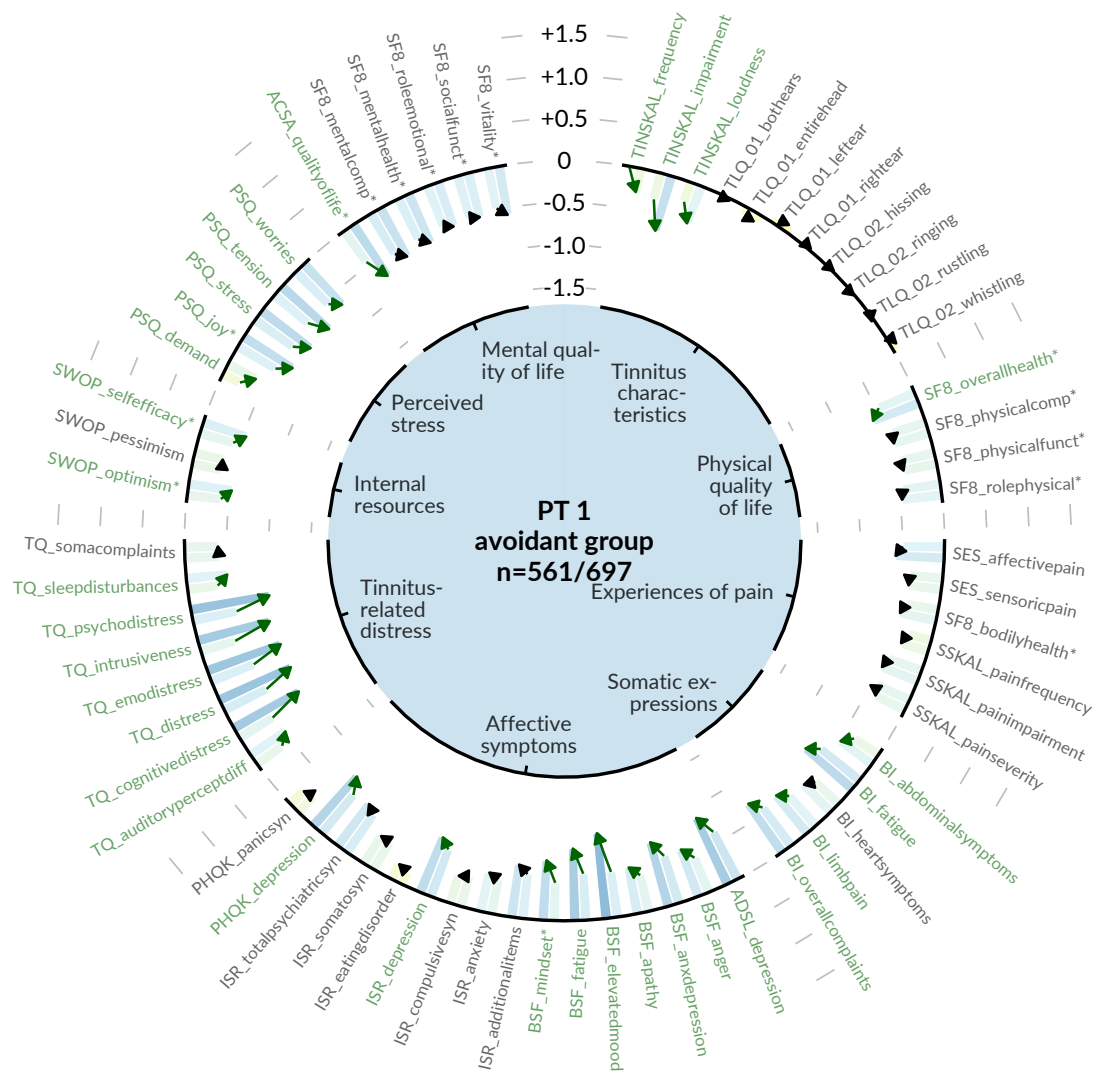 +1.5
+1.0
+0.5
0
-0.5
-1.0
-1.5
TINSKAL_frequency
TINSKAL_impairment
TINSKAL_loudness
TLQ_01_bothears
TLQ_01_entirehead
TLQ_01_leftear
TLQ_01_rightear
TLQ_02_hissing
TLQ_02_ringing
TLQ_02_rustling
TLQ_02_whistling
SF8_overallhealth*
SF8_physicalcomp*
SF8_physicalfunct*
SF8_rolephysical*
SES_affectivepain
SES_sensoricpain
SF8_bodilyhealth*
SSKAL_painfrequency
SSKAL_painimpairment
SSKAL_painseverity
BI_abdominalsymptoms
BI_fatigue
BI_heartsymptoms
BI_limbpain
BI_overallcomplaints
ADSL_depression
BSF_anger
BSF_anxdepression
BSF_apathy
BSF_elevatedmood
BSF_fatigue
BSF_mindset*
ISR_additionalitems
ISR_anxiety
ISR_compulsivesyn
ISR_depression
ISR_eatingdisorder
ISR_somatosyn
ISR_totalpsychiatricsyn
PHQK_depression
PHQK_panicsyn
TQ_auditoryperceptdiff
TQ_cognitivedistress
TQ_distress
TQ_emodistress
TQ_intrusiveness
TQ_psychodistress
TQ_sleepdisturbances
TQ_somacomplaints
SWOP_optimism*
SWOP_pessimism
SWOP_selfefficacy*
PSQ_demand
PSQ_joy*
PSQ_stress
PSQ_tension
PSQ_worries
ACSA_qualityoflife*
SF8_mentalcomp*
SF8_mentalhealth*
SF8_roleemotional*
SF8_socialfunct*
SF8_vitality*
Mental qual-
ity of life
Tinnitus
charac-
teristics
Perceived
stress
Physical
quality
of life
Internal
resources
PT 1
avoidant group
n=561/697
Experiences of pain
Tinnitus-
related
distress
Somatic ex-
pressions
Affective
symptoms